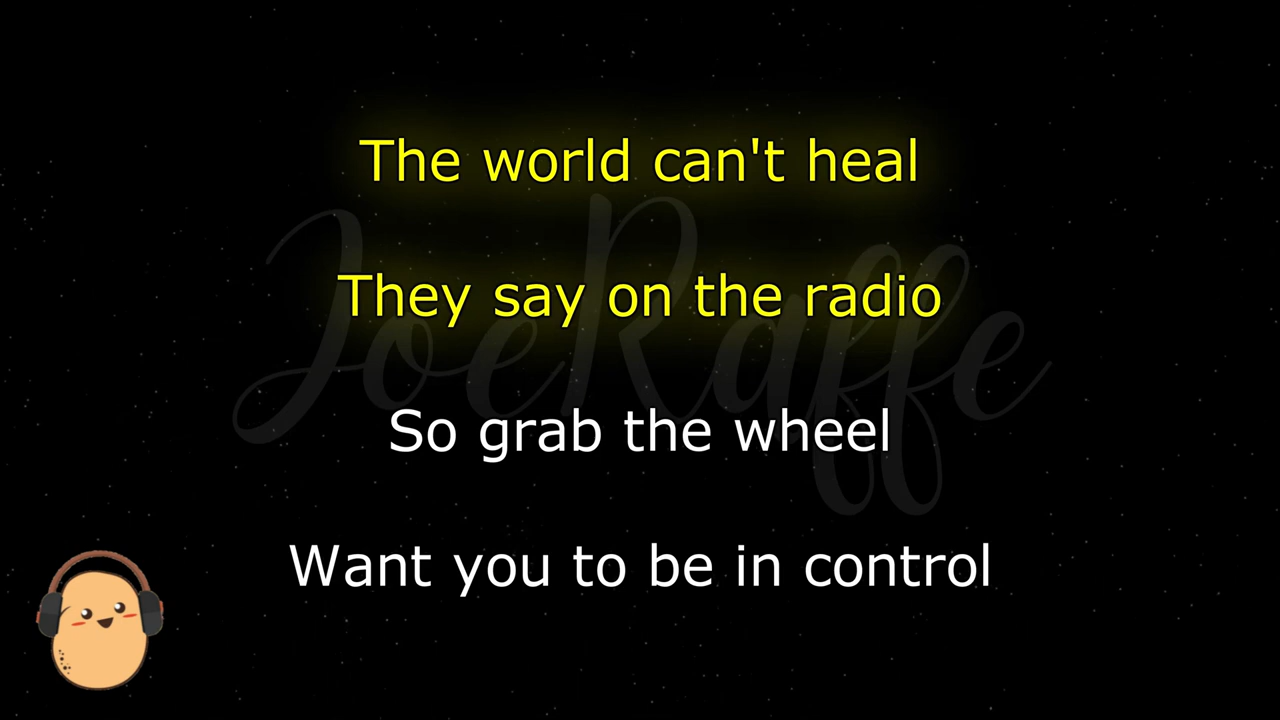 The world can't heal
They say on the radio
So grab the wheel
Want you to be in control
JoeRaffe